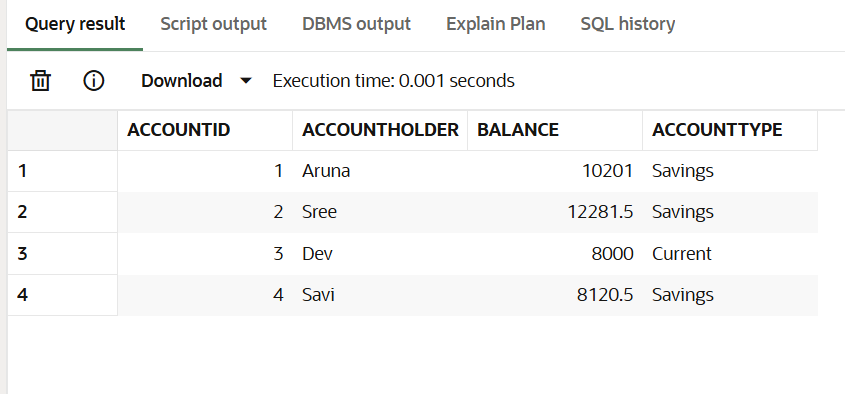 Query result Script output DBMS output Explain Plan SQL history
Download Execution time: 0.001 seconds
ACCOUNTID ACCOUNTHOLDER BALANCE ACCOUNTTYPE
1 1 Aruna 10201 Savings
2 2 Sree 12281.5 Savings
3 3 Dev 8000 Current
4 4 Savi 8120.5 Savings